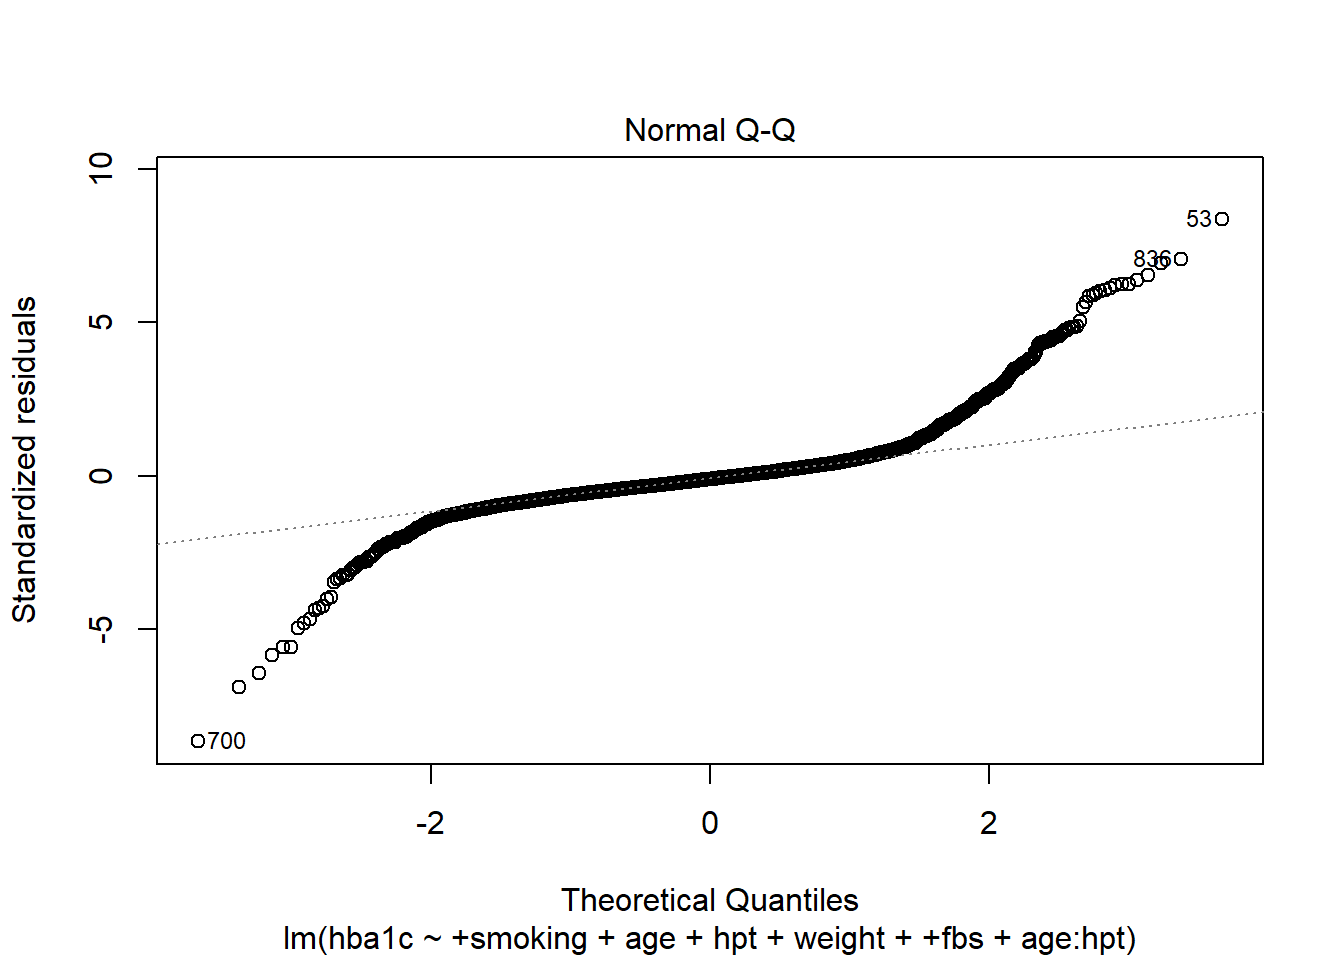 Normal Q-Q
10
5
0
-5
Standardized residuals
53
836
700
-2 0 2
Theoretical Quantiles
lm(hba1c ~ +smoking + age + hpt + weight + +fbs + age:hpt)